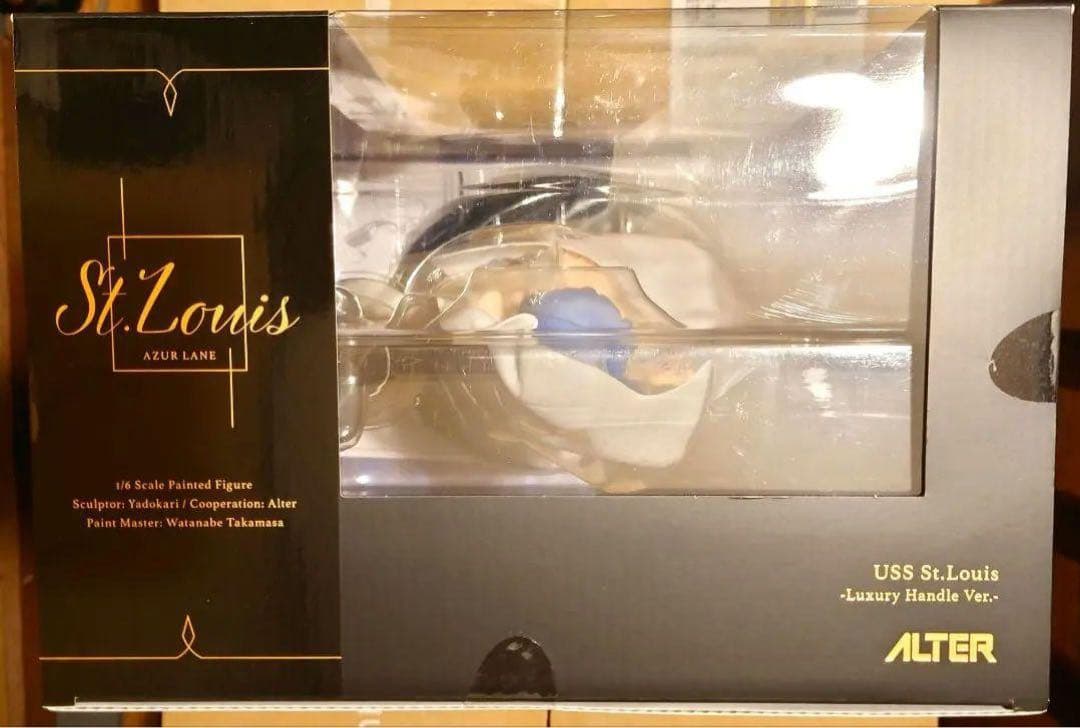 St.Louis
AZUR LANE
1/6 Scale Painted Figure
Sculptor: Yadokari / Cooperation: Alter
Paint Master: Watanabe Takamasa
USS St.Louis
-Luxury Handle Ver.-
ALTER